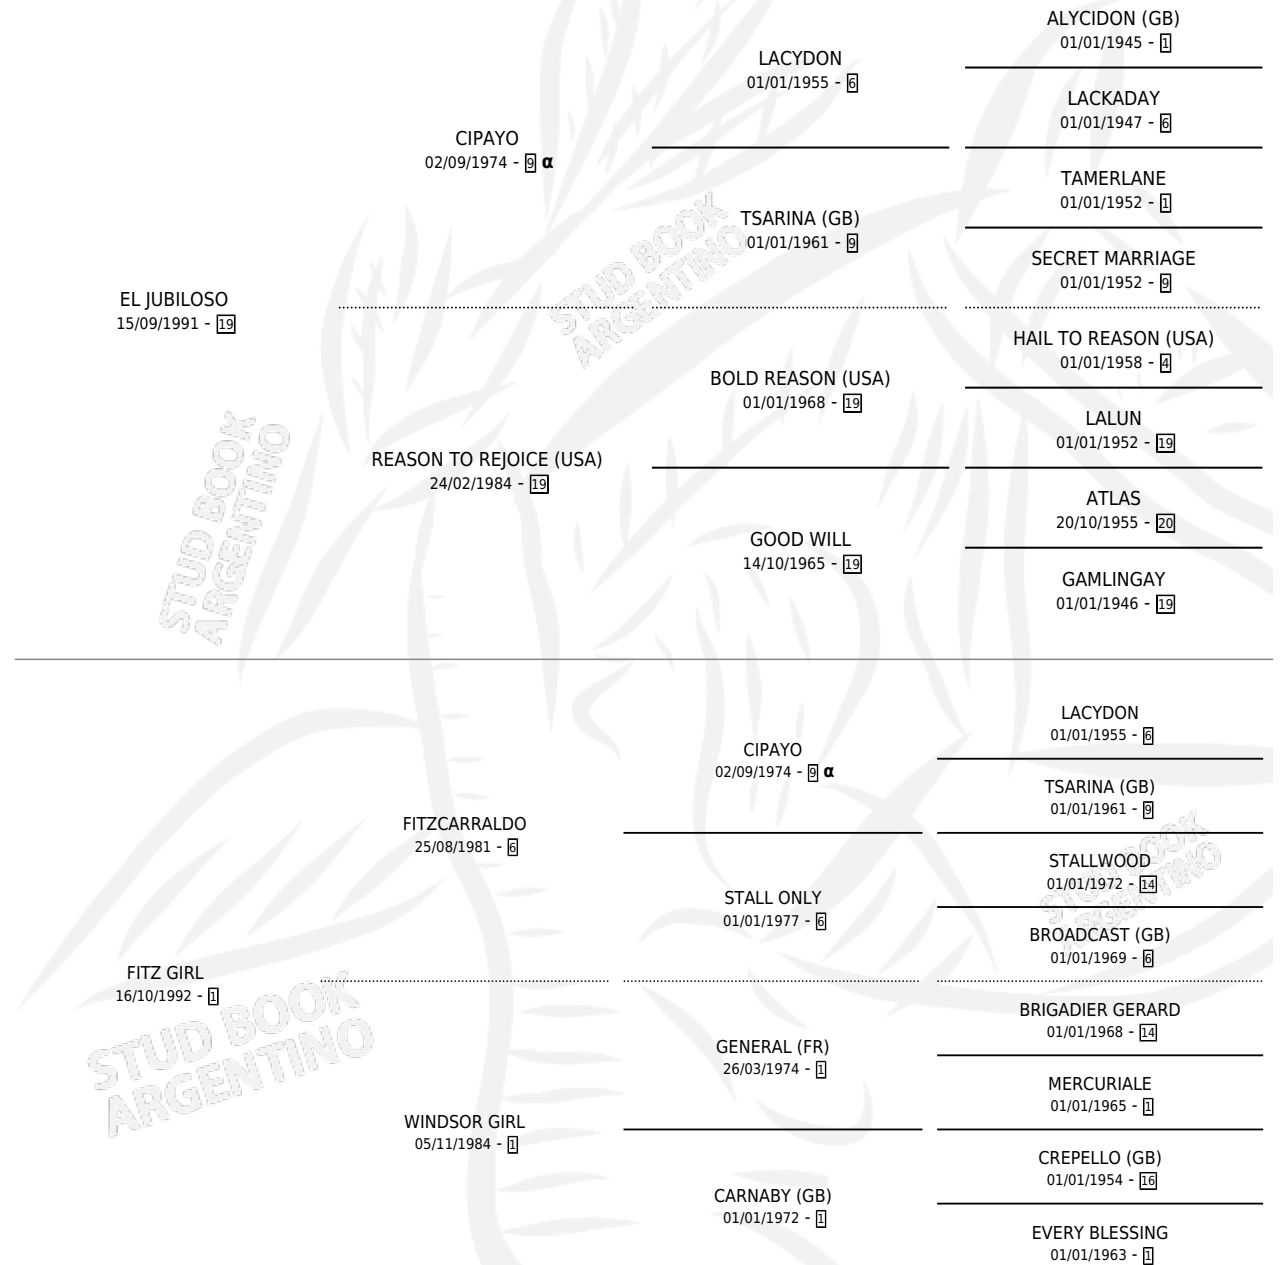 ALYCIDON (GB)
01/01/1945 - 1
LACYDON
01/01/1955 - 6
LACKADAY
01/01/1947 - 6
CIPAYO
02/09/1974 - 9 α
TAMERLANE
01/01/1952 - 1
TSARINA (GB)
01/01/1961 - 9
SECRET MARRIAGE
01/01/1952 - 9
EL JUBILOSO
15/09/1991 - 19
HAIL TO REASON (USA)
01/01/1958 - 4
BOLD REASON (USA)
01/01/1968 - 19
LALUN
01/01/1952 - 19
REASON TO REJOICE (USA)
24/02/1984 - 19
ATLAS
20/10/1955 - 20
GOOD WILL
14/10/1965 - 19
GAMLINGAY
01/01/1946 - 19
LACYDON
01/01/1955 - 6
CIPAYO
02/09/1974 - 9 α
TSARINA (GB)
01/01/1961 - 9
FITZCARRALDO
25/08/1981 - 6
STALLWOOD
01/01/1972 - 14
STALL ONLY
01/01/1977 - 6
BROADCAST (GB)
01/01/1969 - 6
FITZ GIRL
16/10/1992 - 1
BRIGADIER GERARD
01/01/1968 - 14
GENERAL (FR)
26/03/1974 - 1
MERCURIALE
01/01/1965 - 1
WINDSOR GIRL
05/11/1984 - 1
CREPELLO (GB)
01/01/1954 - 16
CARNABY (GB)
01/01/1972 - 1
EVERY BLESSING
01/01/1963 - 1
STUD BOOK
ARGENTINO
STUD BOOK
ARGENTINO
STUD BOOK
ARGENTINO
STUD BOOK
ARGENTINO